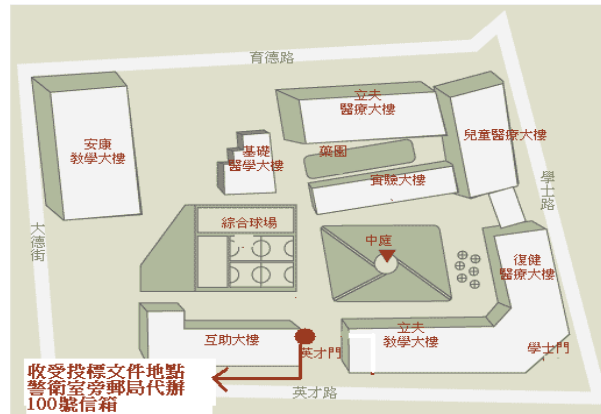 育德路
立夫
醫療大樓
兒童醫療大樓
安康
教學大樓
基礎
醫學大樓
藥園
實驗大樓
學士路
大德街
綜合球場
中庭
復健
醫療大樓
互助大樓
英才門
立夫
教學大樓
學士門
英才路
收受投標文件地點
警衛室旁郵局代辦
100號信箱